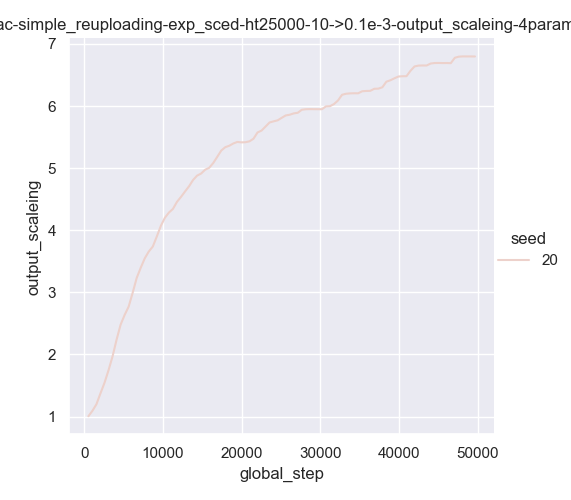 ac-simple_reuploading-exp_sced-ht25000-10->0.1e-3-output_scaleing-4param
7
6
5
4
3
2
1
output_scaleing
0 10000 20000 30000 40000 50000
global_step
seed
20